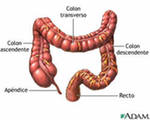 Colon
transverso
Colon
ascendente
Colon
descendente
Apéndice
Recto
ADAM.